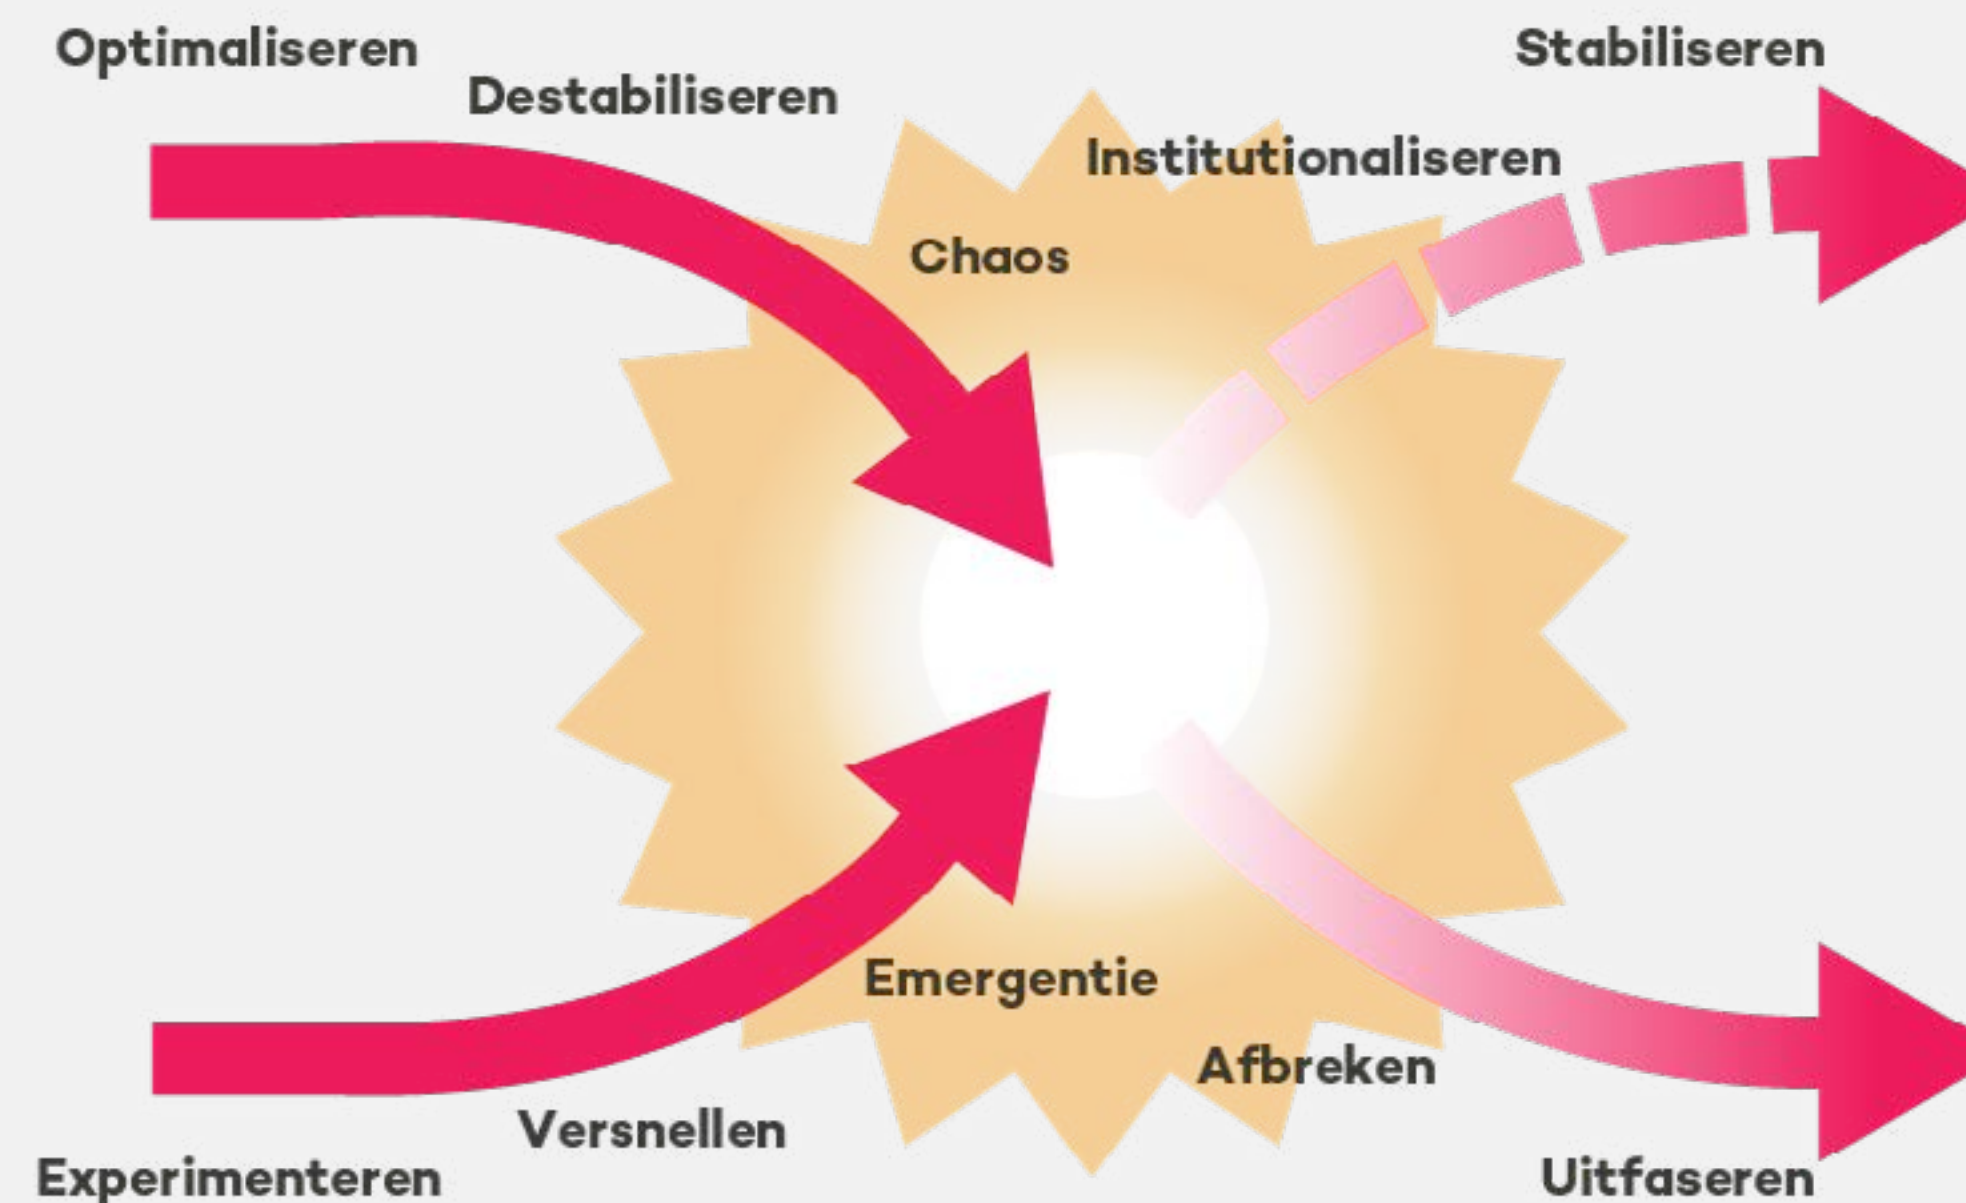 Optimaliseren
Destabiliseren
Chaos
Institutionaliseren
Stabiliseren
Experimenteren
Versnellen
Emergentie
Afbreken
Uitfaseren